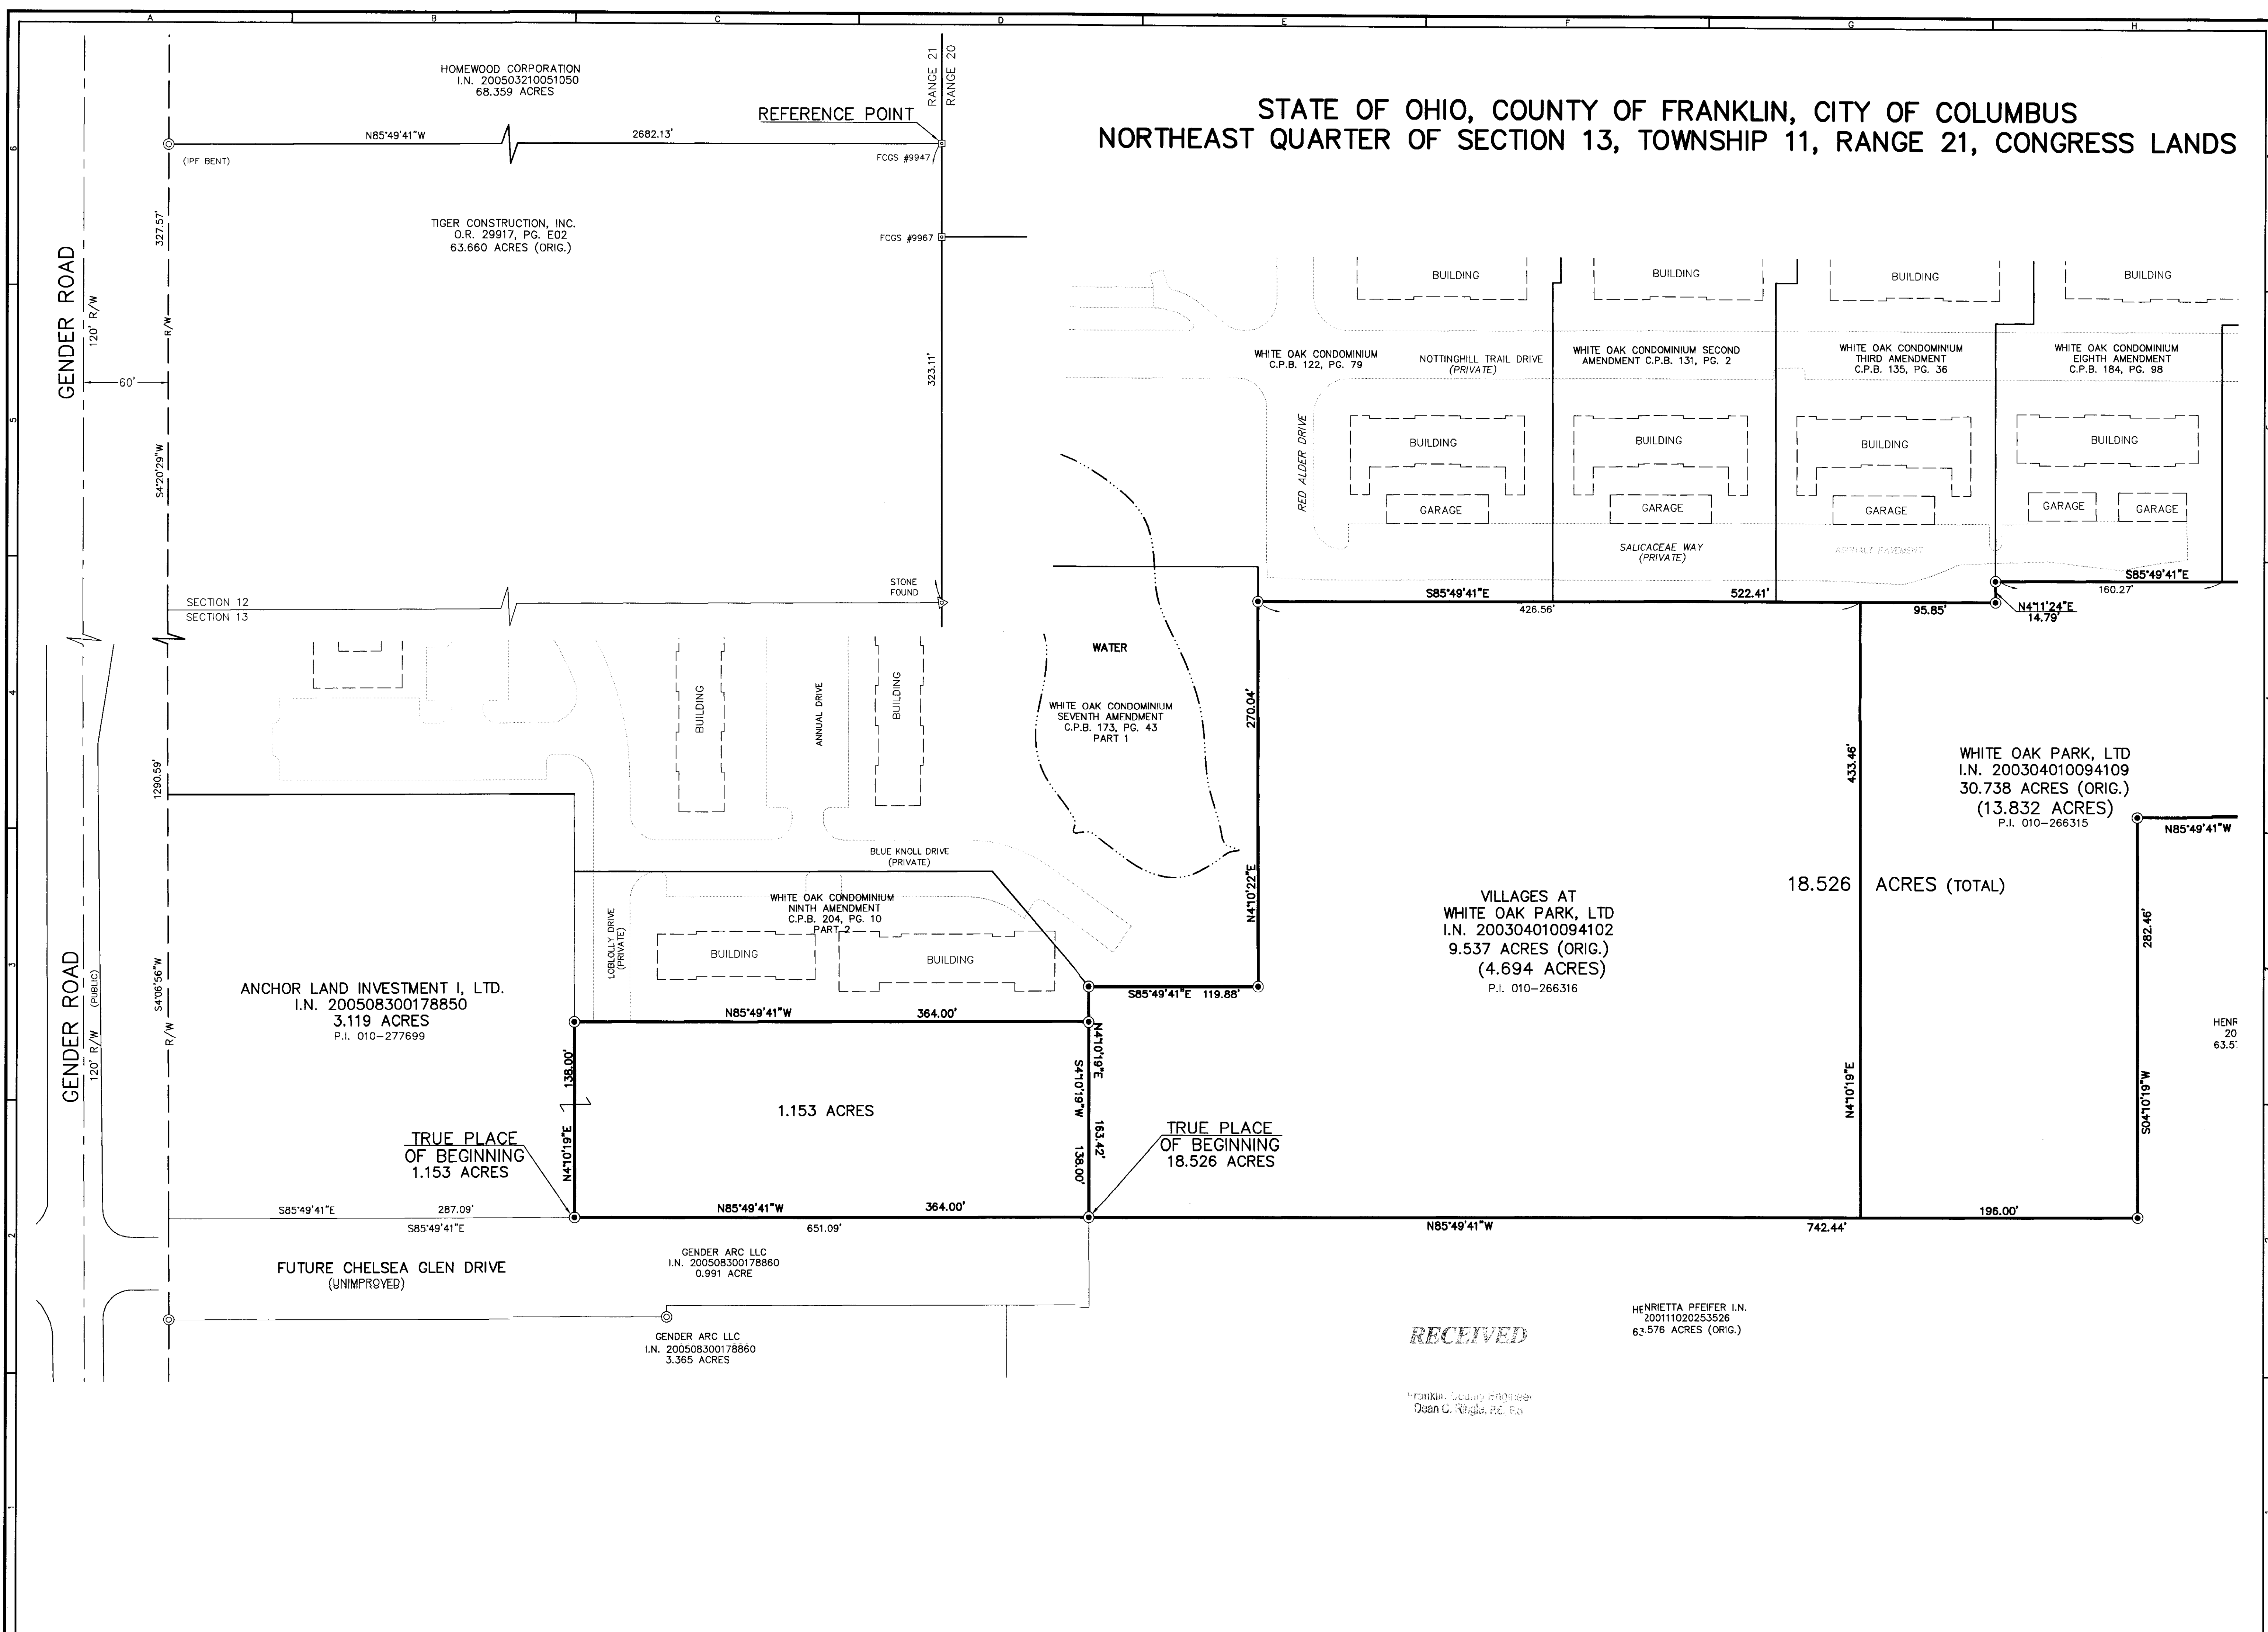 A B C D E F G H
6
5
4
3
2
1
STATE OF OHIO, COUNTY OF FRANKLIN, CITY OF COLUMBUS
NORTHEAST QUARTER OF SECTION 13, TOWNSHIP 11, RANGE 21, CONGRESS LANDS
HOMEWOOD CORPORATION
I.N. 200503210051050
68.359 ACRES
RANGE 21
RANGE 20
REFERENCE POINT
N85°49'41"W 2682.13'
(IPF BENT)
FCGS #9947
TIGER CONSTRUCTION, INC.
O.R. 29917, PG. E02
63.660 ACRES (ORIG.)
FCGS #9967
327.57'
GENDER ROAD
120' R/W
R/W
60'
323.11'
S4°20'29"W
BUILDING
BUILDING
BUILDING
BUILDING
WHITE OAK CONDOMINIUM
C.P.B. 122, PG. 79
NOTTINGHILL TRAIL DRIVE
(PRIVATE)
WHITE OAK CONDOMINIUM SECOND
AMENDMENT C.P.B. 131, PG. 2
WHITE OAK CONDOMINIUM
THIRD AMENDMENT
C.P.B. 135, PG. 36
WHITE OAK CONDOMINIUM
EIGHTH AMENDMENT
C.P.B. 184, PG. 98
RED ALDER DRIVE
BUILDING
BUILDING
BUILDING
BUILDING
GARAGE
GARAGE
GARAGE
GARAGE
GARAGE
SALICACEAE WAY
(PRIVATE)
ASPHALT PAVEMENT
STONE
FOUND
SECTION 12
SECTION 13
S85°49'41"E 522.41'
426.56'
95.85'
S85°49'41"E
160.27'
N4°11'24"E
14.79'
BUILDING
ANNUAL DRIVE
BUILDING
WATER
WHITE OAK CONDOMINIUM
SEVENTH AMENDMENT
C.P.B. 173, PG. 43
PART 1
270.04'
N4°10'22"E
433.46'
N4°10'19"E
1290.59'
S4°06'56"W
R/W
WHITE OAK PARK, LTD
I.N. 200304010094109
30.738 ACRES (ORIG.)
(13.832 ACRES)
P.I. 010-266315
N85°49'41"W
BLUE KNOLL DRIVE
(PRIVATE)
WHITE OAK CONDOMINIUM
NINTH AMENDMENT
C.P.B. 204, PG. 10
PART 2
LOBLOLLY DRIVE
(PRIVATE)
BUILDING
BUILDING
VILLAGES AT
WHITE OAK PARK, LTD
I.N. 200304010094102
9.537 ACRES (ORIG.)
(4.694 ACRES)
P.I. 010-266316
18.526 ACRES (TOTAL)
282.46'
S04°10'19"W
GENDER ROAD
120' R/W (PUBLIC)
ANCHOR LAND INVESTMENT I, LTD.
I.N. 200508300178850
3.119 ACRES
P.I. 010-277699
S85°49'41"E 119.88'
N85°49'41"W 364.00'
138.00'
N4°10'19"E
N4°10'19"E
163.42'
S4°10'19"W
138.00'
1.153 ACRES
HENR
20
63.5
TRUE PLACE
OF BEGINNING
1.153 ACRES
TRUE PLACE
OF BEGINNING
18.526 ACRES
S85°49'41"E 287.09'
N85°49'41"W 364.00'
S85°49'41"E 651.09'
N85°49'41"W 742.44'
196.00'
FUTURE CHELSEA GLEN DRIVE
(UNIMPROVED)
GENDER ARC LLC
I.N. 200508300178860
0.991 ACRE
GENDER ARC LLC
I.N. 200508300178860
3.365 ACRES
HENRIETTA PFEIFER I.N.
200111020253526
63.576 ACRES (ORIG.)
RECEIVED
Franklin County Engineer
Dean C. Ringle, P.E. P.S.